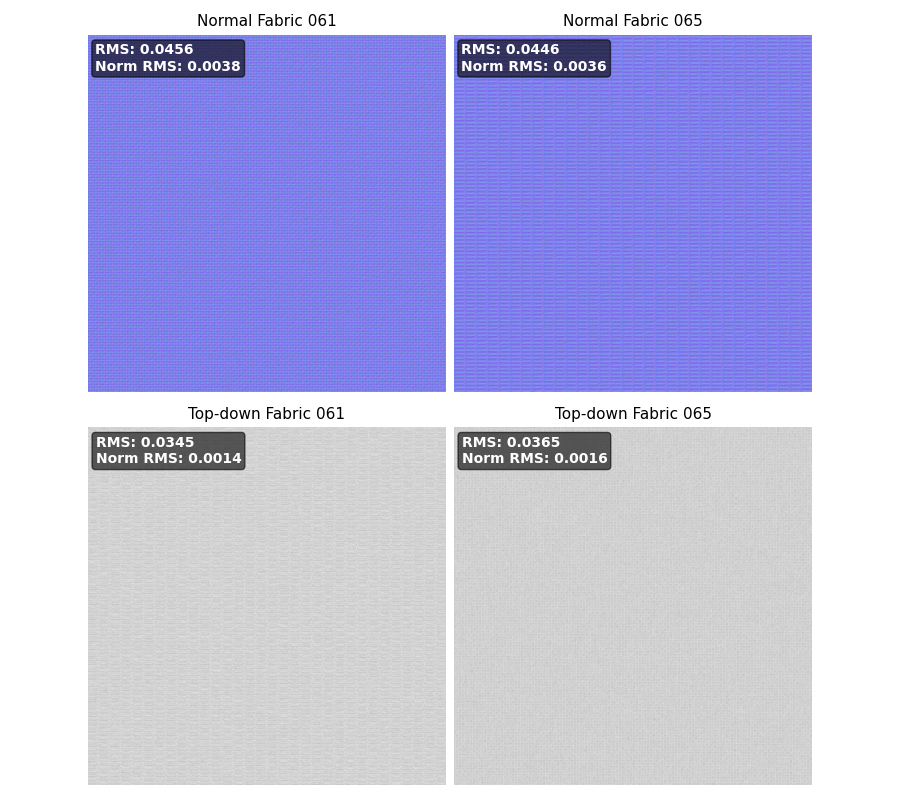 Normal Fabric 061
Normal Fabric 065
RMS: 0.0456
Norm RMS: 0.0038
RMS: 0.0446
Norm RMS: 0.0036
Top-down Fabric 061
Top-down Fabric 065
RMS: 0.0345
Norm RMS: 0.0014
RMS: 0.0365
Norm RMS: 0.0016